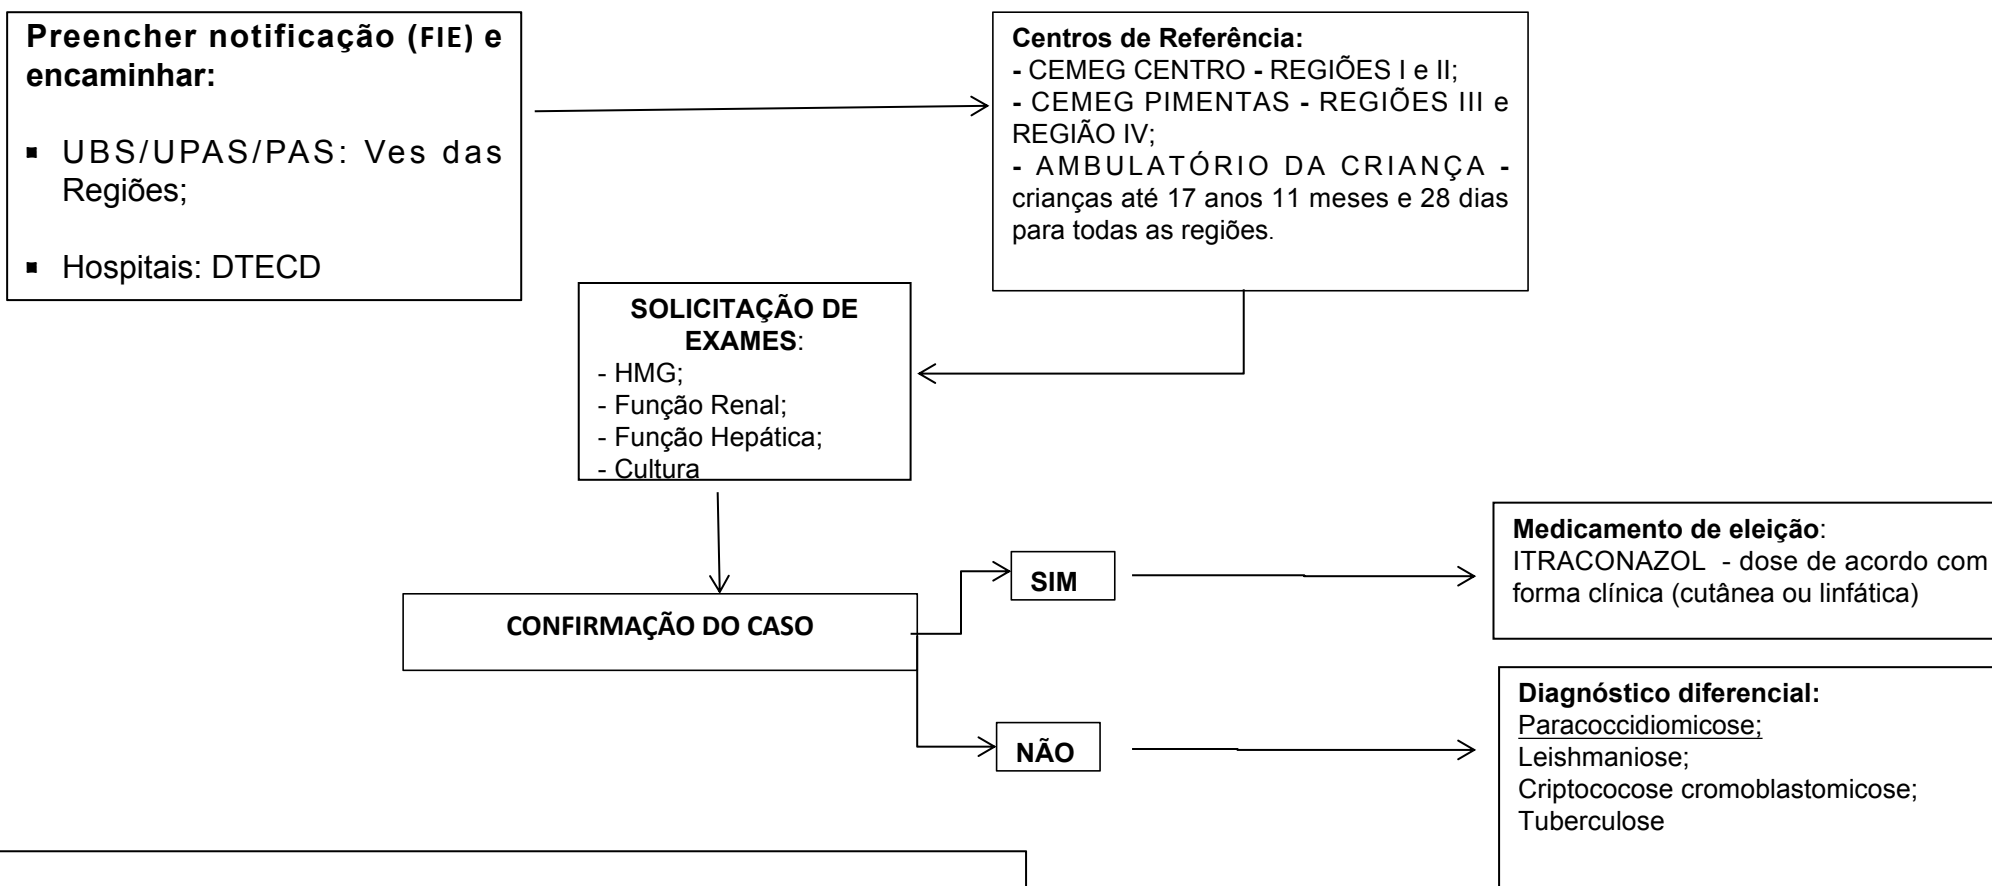 Preencher notificação (FIE) e
encaminhar:
▪ UBS/UPAS/PAS: Ves das
Regiões;
▪ Hospitais: DTECD
Centros de Referência:
- CEMEG CENTRO - REGIÕES I e II;
- CEMEG PIMENTAS - REGIÕES III e
REGIÃO IV;
- AMBULATÓRIO DA CRIANÇA -
crianças até 17 anos 11 meses e 28 dias
para todas as regiões.
SOLICITAÇÃO DE
EXAMES:
- HMG;
- Função Renal;
- Função Hepática;
- Cultura
CONFIRMAÇÃO DO CASO
SIM
Medicamento de eleição:
ITRACONAZOL - dose de acordo com
forma clínica (cutânea ou linfática)
NÃO
Diagnóstico diferencial:
Paracoccidiomicose;
Leishmaniose;
Criptococose cromoblastomicose;
Tuberculose